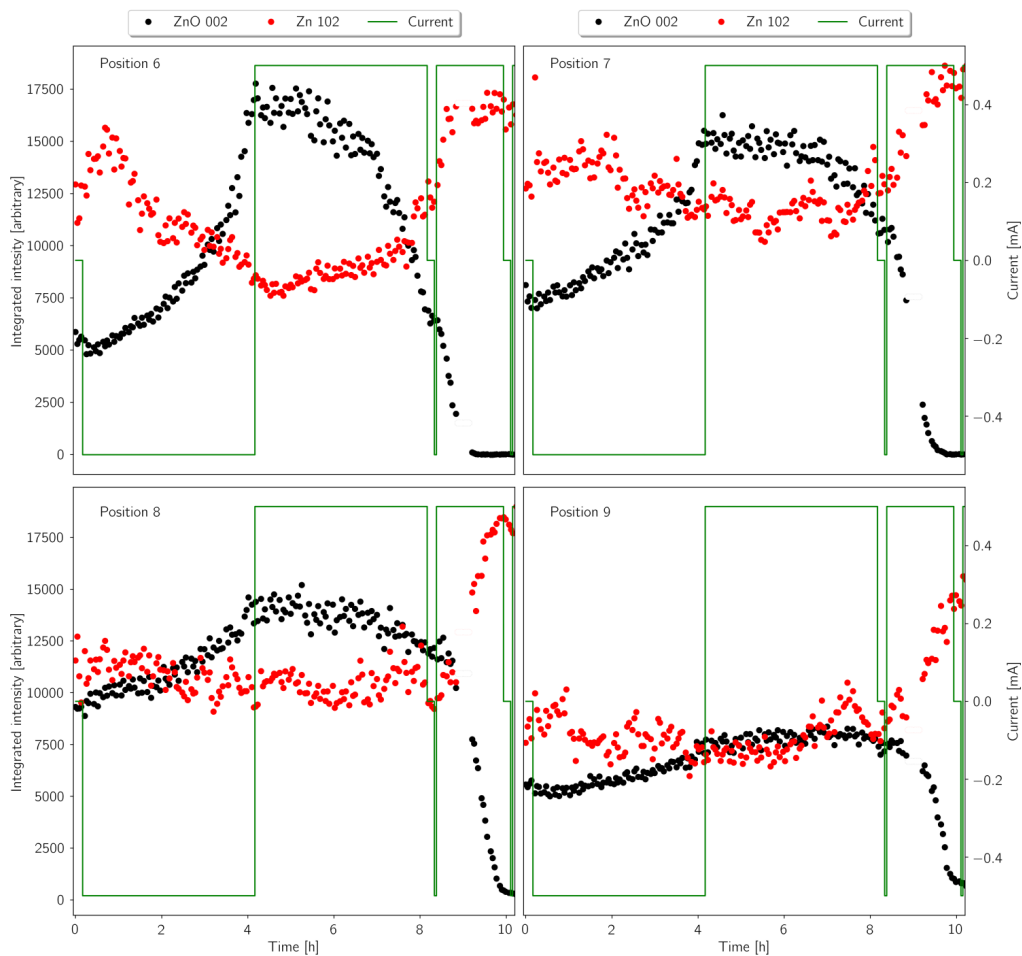 ZnO 002 Zn 102 Current
ZnO 002 Zn 102 Current
Position 6
Position 7
17500
15000
12500
10000
7500
5000
2500
0
Integrated intesity [arbitrary]
0.4
0.2
0.0
−0.2
−0.4
Current [mA]
Position 8
Position 9
17500
15000
12500
10000
7500
5000
2500
0
Integrated intensity [arbitrary]
0.4
0.2
0.0
−0.2
−0.4
Current [mA]
0 2 4 6 8 10
Time [h]
0 2 4 6 8 10
Time [h]